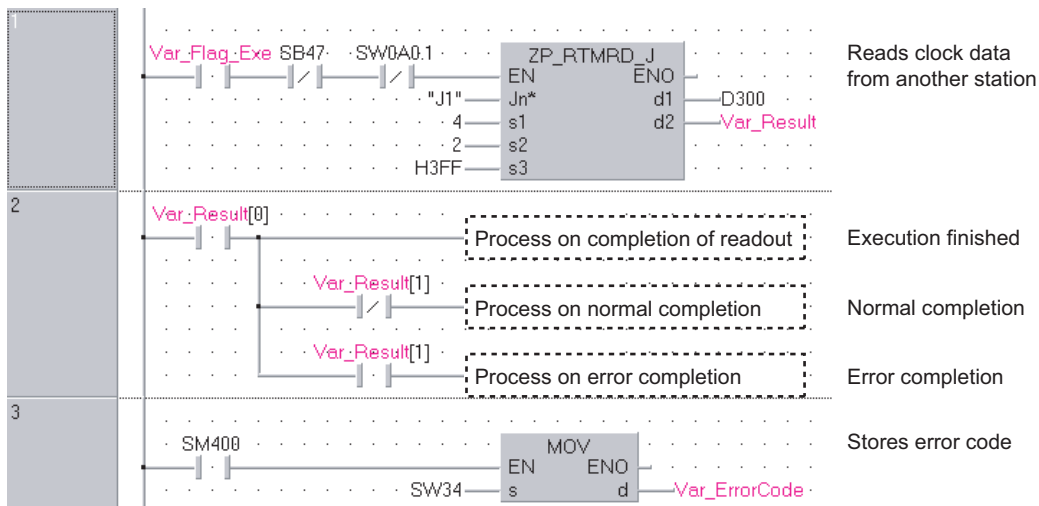 1
Var_Flag_Exe SB47 SW0A0.1 ZP_RTMRD_J Reads clock data
EN ENO from another station
"J1" Jn* d1 D300
4 s1 d2 Var_Result
2 s2
H3FF s3
2
Var_Result[0]
Process on completion of readout Execution finished
Var_Result[1]
Process on normal completion Normal completion
Var_Result[1]
Process on error completion Error completion
3
SM400 MOV Stores error code
EN ENO
SW34 s d Var_ErrorCode